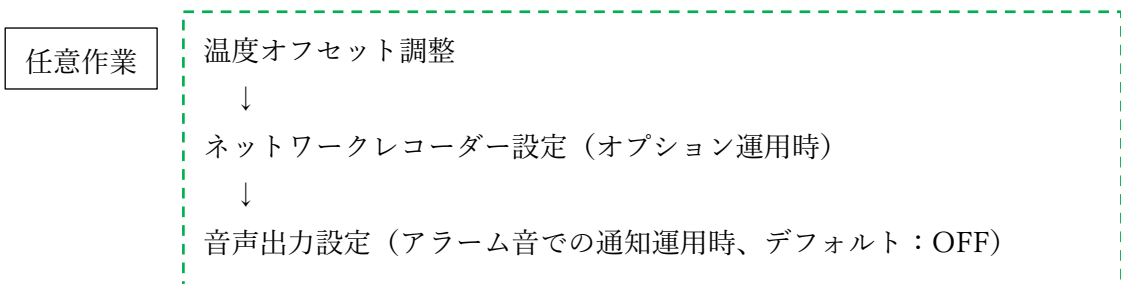 任意作業
温度オフセット調整
↓
ネットワークレコーダー設定（オプション運用時）
↓
音声出力設定（アラーム音での通知運用時、デフォルト：OFF）